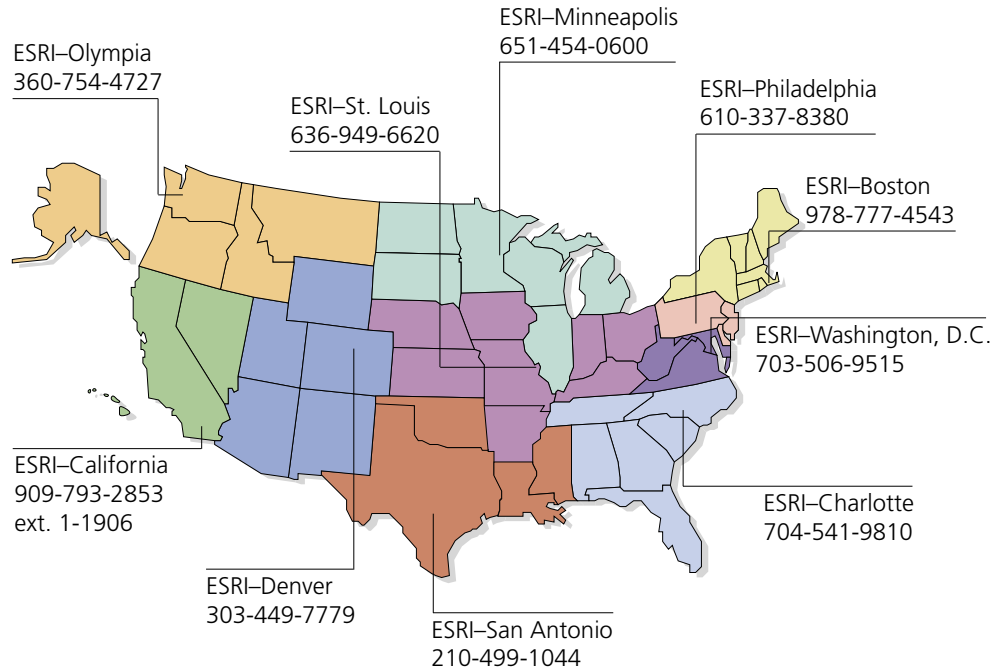 ESRI–Minneapolis
651-454-0600
ESRI–Olympia
360-754-4727
ESRI–St. Louis
636-949-6620
ESRI–Philadelphia
610-337-8380
ESRI–Boston
978-777-4543
ESRI–Washington, D.C.
703-506-9515
ESRI–California
909-793-2853
ext. 1-1906
ESRI–Charlotte
704-541-9810
ESRI–Denver
303-449-7779
ESRI–San Antonio
210-499-1044